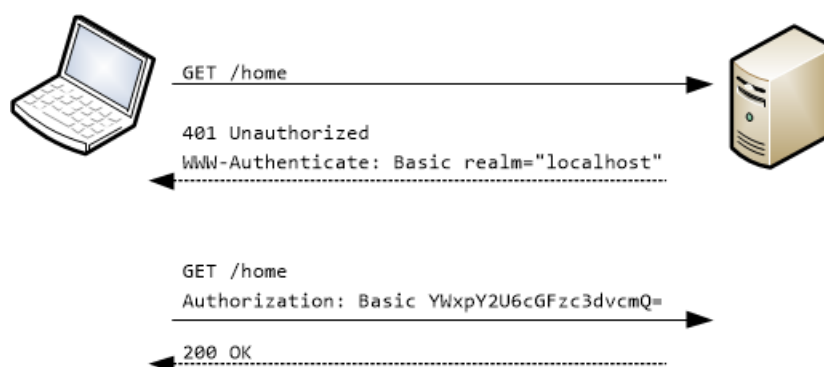 GET /home
401 Unauthorized
WWW-Authenticate: Basic realm="localhost"
GET /home
Authorization: Basic YWxpY2U6cGFzc3dvcmQ=
200 OK